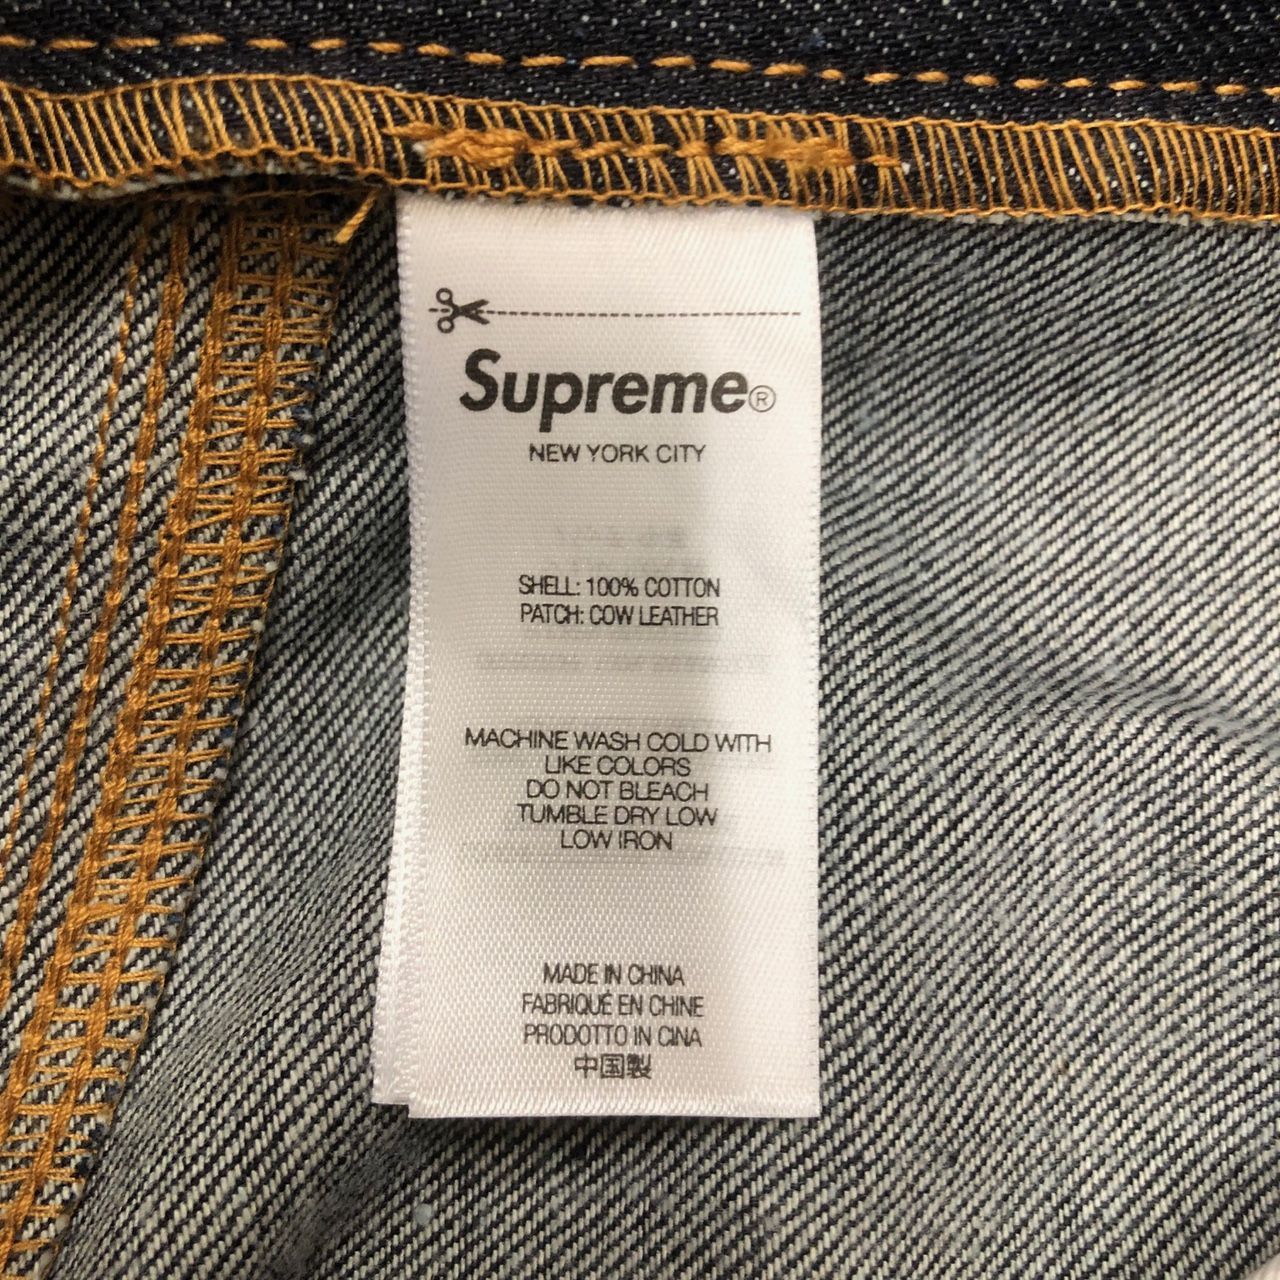 Supreme®
NEW YORK CITY
SHELL: 100% COTTON
PATCH: COW LEATHER
MACHINE WASH COLD WITH
LIKE COLORS
DO NOT BLEACH
TUMBLE DRY LOW
LOW IRON
MADE IN CHINA
FABRIQUÉ EN CHINE
PRODOTTO IN CINA
中国製